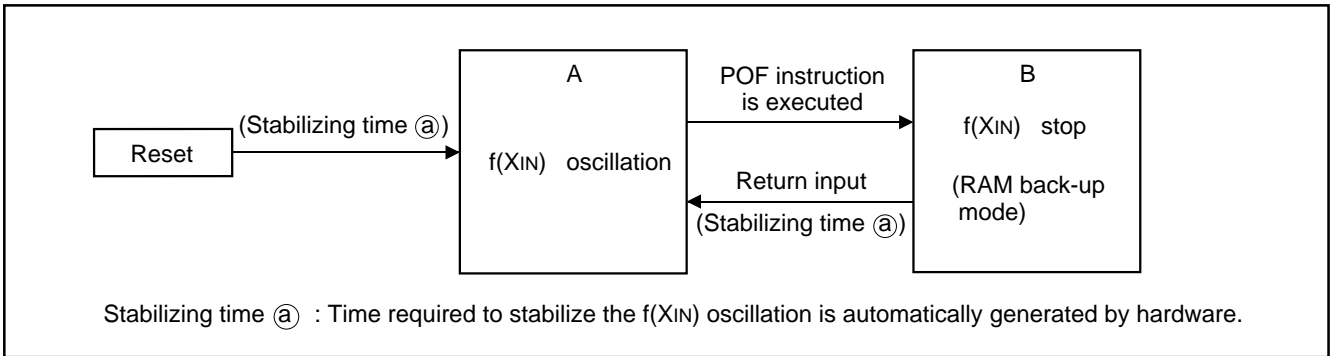 Reset
(Stabilizing time ⓐ)
A
f(XIN) oscillation
POF instruction
is executed
Return input
(Stabilizing time ⓐ)
B
f(XIN) stop
(RAM back-up
mode)
Stabilizing time ⓐ : Time required to stabilize the f(XIN) oscillation is automatically generated by hardware.